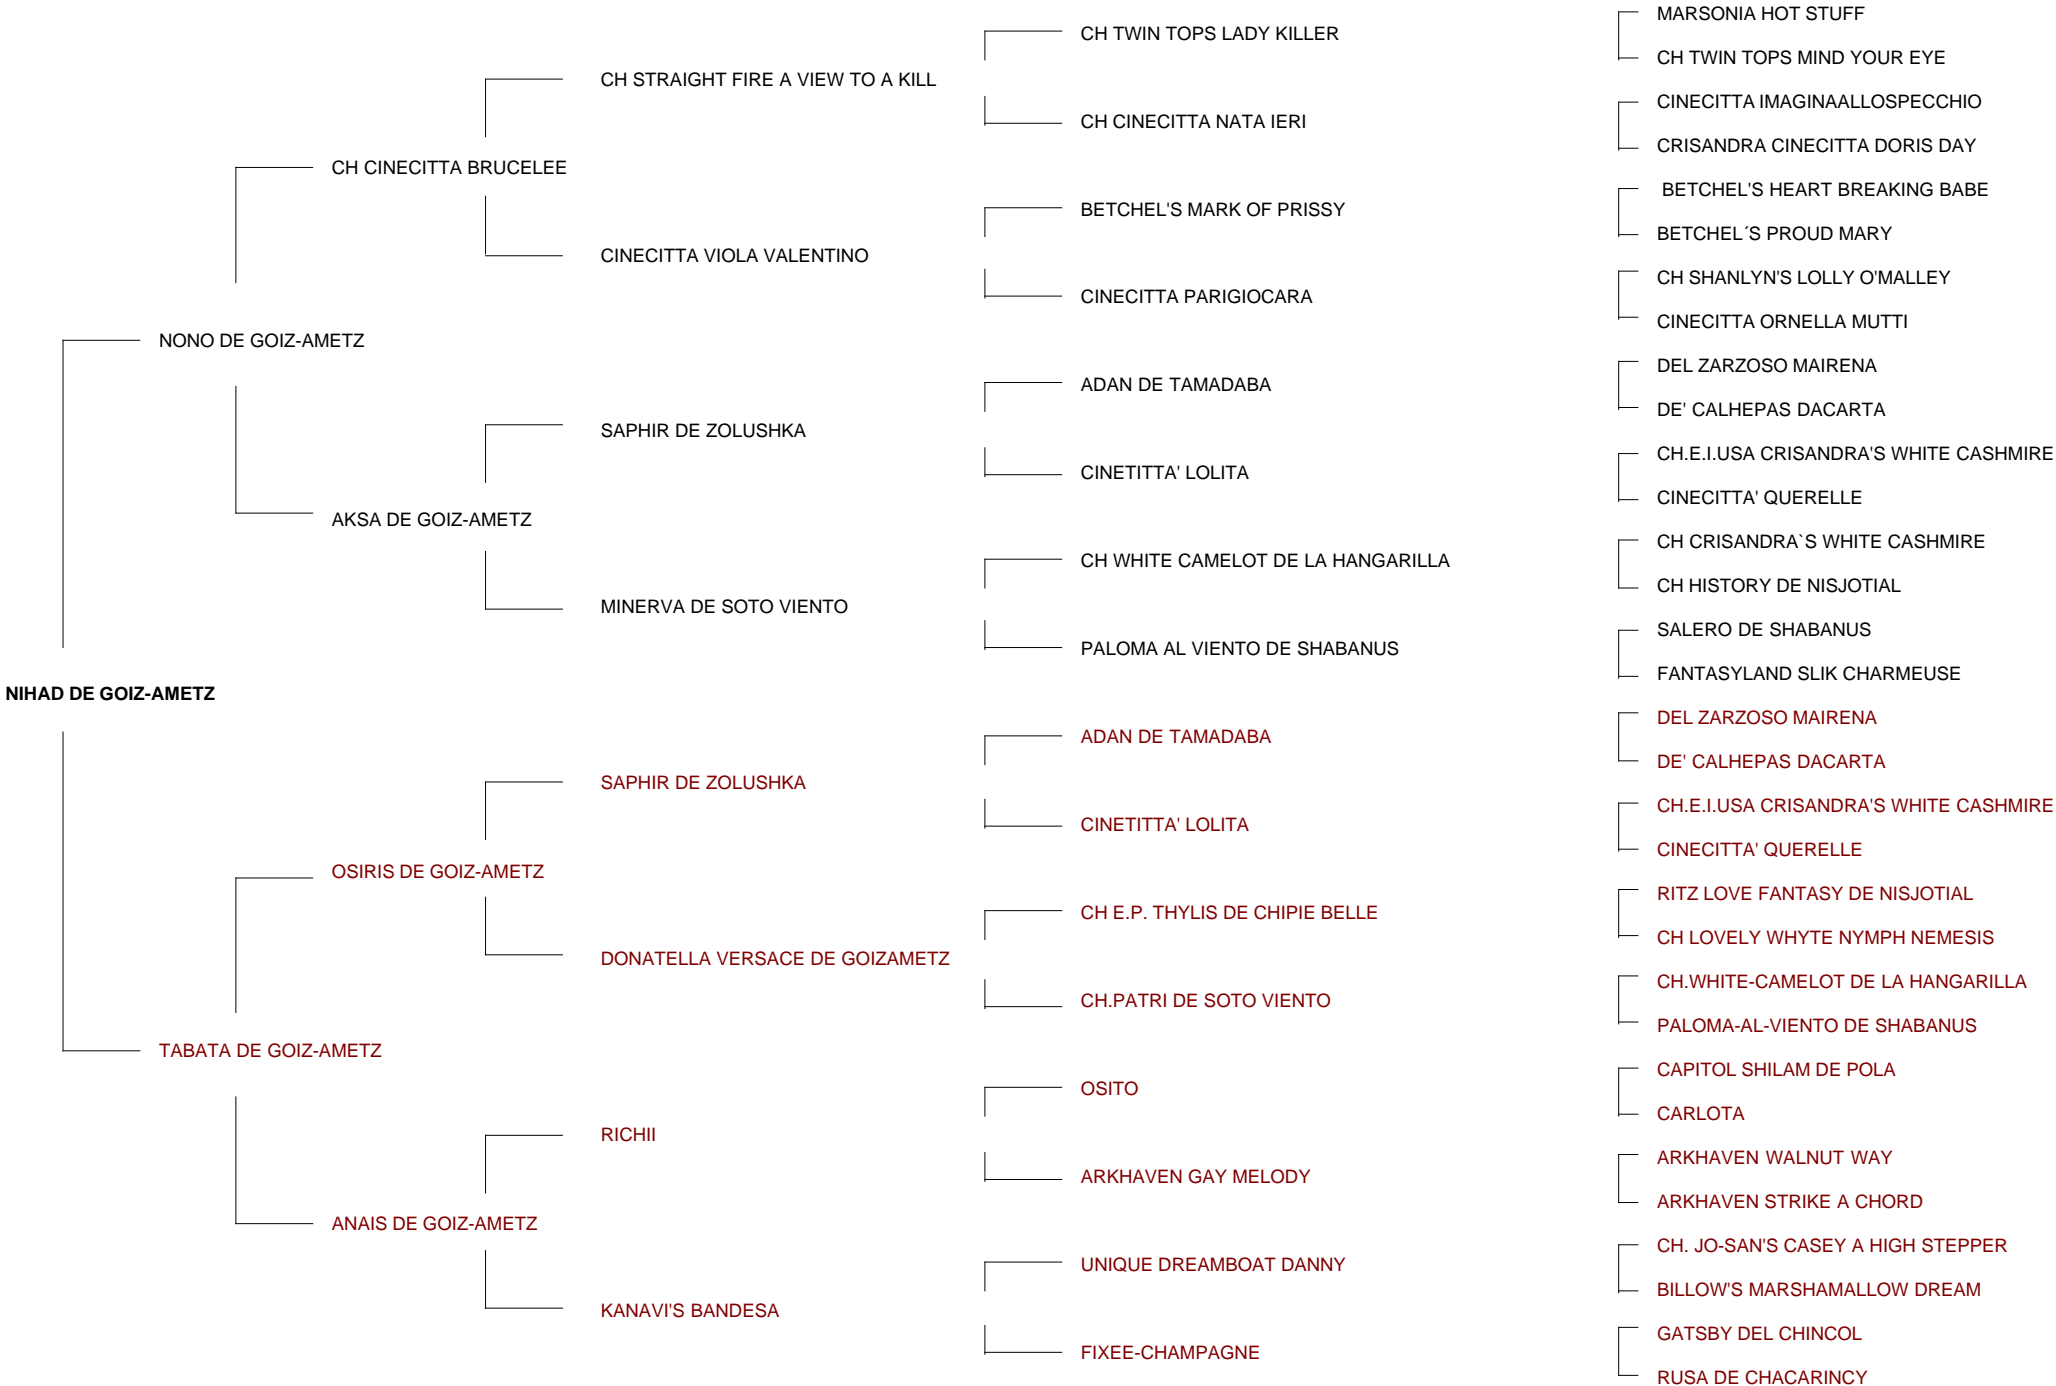 MARSONIA HOT STUFF
CH TWIN TOPS LADY KILLER
CH TWIN TOPS MIND YOUR EYE
CH STRAIGHT FIRE A VIEW TO A KILL
CINECITTA IMAGINAALLOSPECCHIO
CH CINECITTA NATA IERI
CRISANDRA CINECITTA DORIS DAY
CH CINECITTA BRUCELEE
BETCHEL'S HEART BREAKING BABE
BETCHEL'S MARK OF PRISSY
BETCHEL´S PROUD MARY
CINECITTA VIOLA VALENTINO
CH SHANLYN'S LOLLY O'MALLEY
CINECITTA PARIGIOCARA
CINECITTA ORNELLA MUTTI
NONO DE GOIZ-AMETZ
DEL ZARZOSO MAIRENA
ADAN DE TAMADABA
DE' CALHEPAS DACARTA
SAPHIR DE ZOLUSHKA
CH.E.I.USA CRISANDRA'S WHITE CASHMIRE
CINETITTA' LOLITA
CINECITTA' QUERELLE
AKSA DE GOIZ-AMETZ
CH CRISANDRA`S WHITE CASHMIRE
CH WHITE CAMELOT DE LA HANGARILLA
CH HISTORY DE NISJOTIAL
MINERVA DE SOTO VIENTO
SALERO DE SHABANUS
PALOMA AL VIENTO DE SHABANUS
FANTASYLAND SLIK CHARMEUSE
NIHAD DE GOIZ-AMETZ
DEL ZARZOSO MAIRENA
ADAN DE TAMADABA
DE' CALHEPAS DACARTA
SAPHIR DE ZOLUSHKA
CH.E.I.USA CRISANDRA'S WHITE CASHMIRE
CINETITTA' LOLITA
CINECITTA' QUERELLE
OSIRIS DE GOIZ-AMETZ
RITZ LOVE FANTASY DE NISJOTIAL
CH E.P. THYLIS DE CHIPIE BELLE
CH LOVELY WHYTE NYMPH NEMESIS
DONATELLA VERSACE DE GOIZAMETZ
CH.WHITE-CAMELOT DE LA HANGARILLA
CH.PATRI DE SOTO VIENTO
PALOMA-AL-VIENTO DE SHABANUS
TABATA DE GOIZ-AMETZ
CAPITOL SHILAM DE POLA
OSITO
CARLOTA
RICHII
ARKHAVEN WALNUT WAY
ARKHAVEN GAY MELODY
ARKHAVEN STRIKE A CHORD
ANAIS DE GOIZ-AMETZ
CH. JO-SAN'S CASEY A HIGH STEPPER
UNIQUE DREAMBOAT DANNY
BILLOW'S MARSHAMALLOW DREAM
KANAVI'S BANDESA
GATSBY DEL CHINCOL
FIXEE-CHAMPAGNE
RUSA DE CHACARINCY